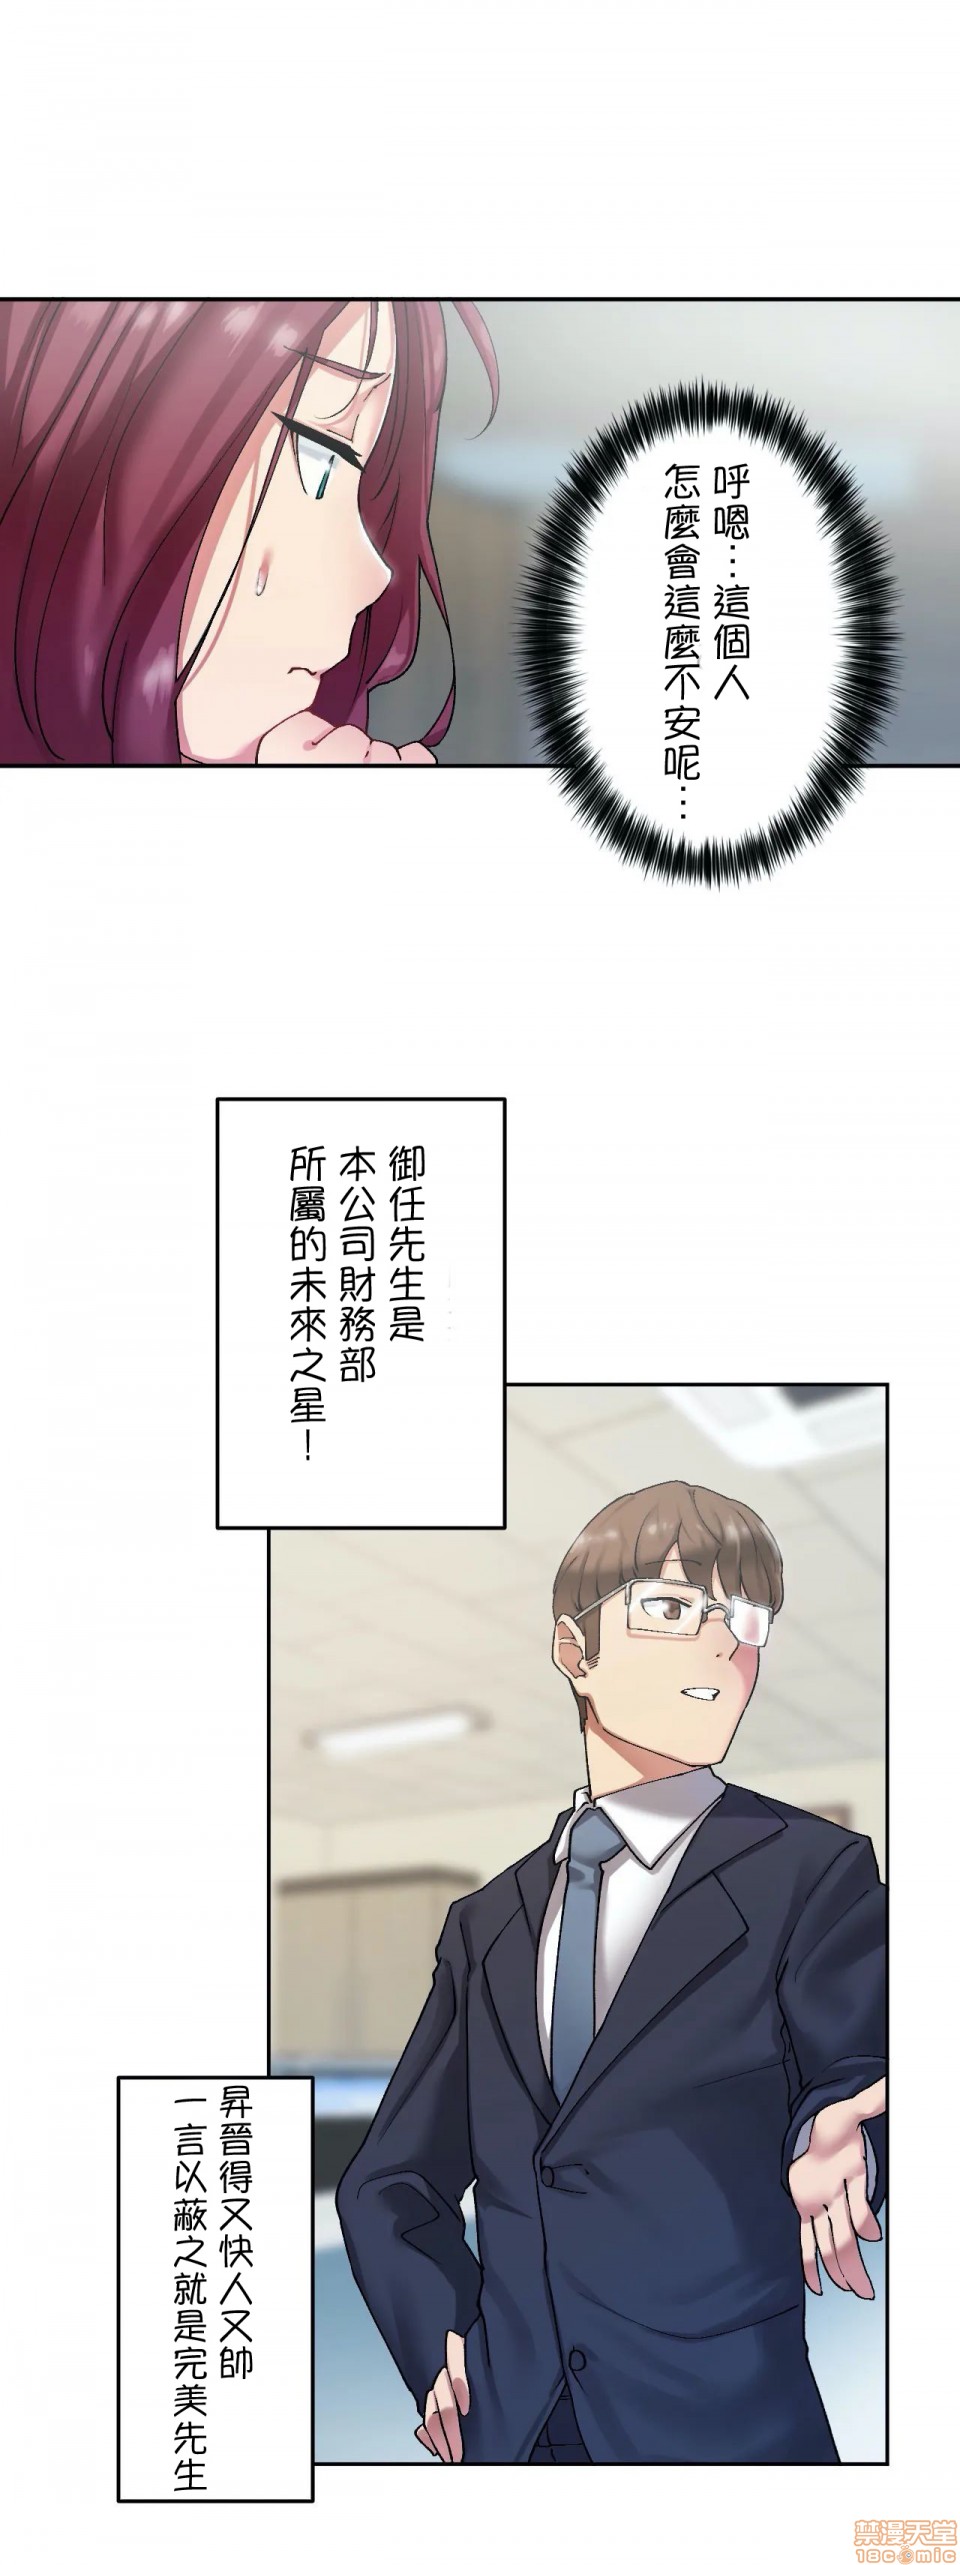 呼嗯…這個人
怎麼會這麼不安呢…
御任先生是
本公司財務部
所屬的未來之星！
昇晉得又快人又帥
一言以蔽之就是完美先生
禁漫天堂
18comic